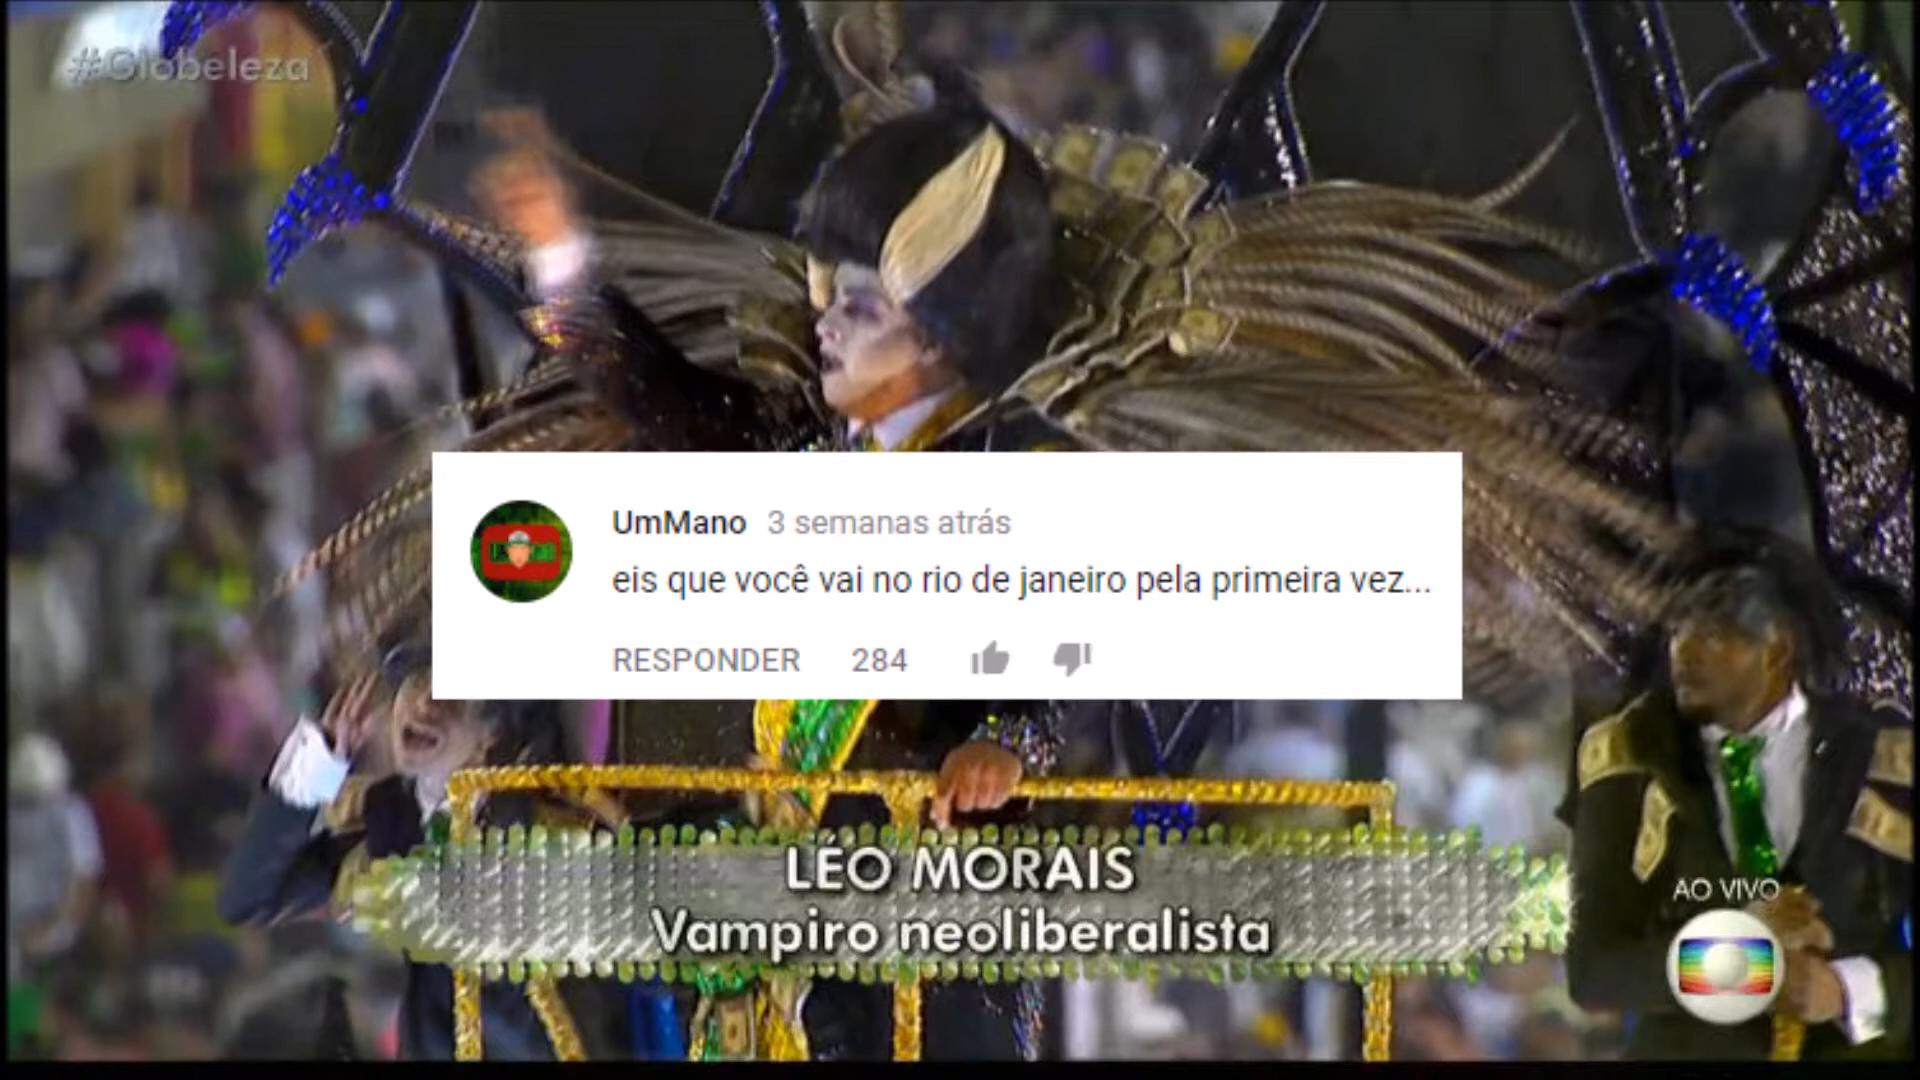 #Globeleza
UmMano 3 semanas atrás
eis que você vai no rio de janeiro pela primeira vez...
RESPONDER 284
LÉO MORAIS
Vampiro neoliberalista
AO VIVO